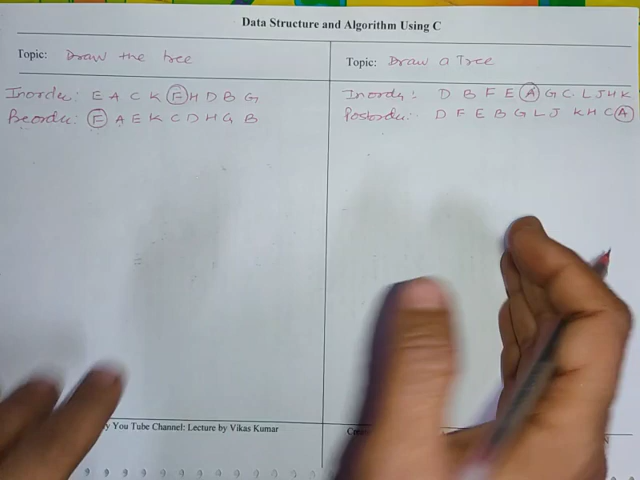 Data Structure and Algorithm Using C
Topic: Draw the tree
Inorder: E A C K F H D B G
Preorder: F A E K C D H G B
y You Tube Channel: Lecture by Vikas Kumar
Topic: Draw a Tree
Inorder: D B F E A G C L J H K
Postorder: D F E B G L J K H C A